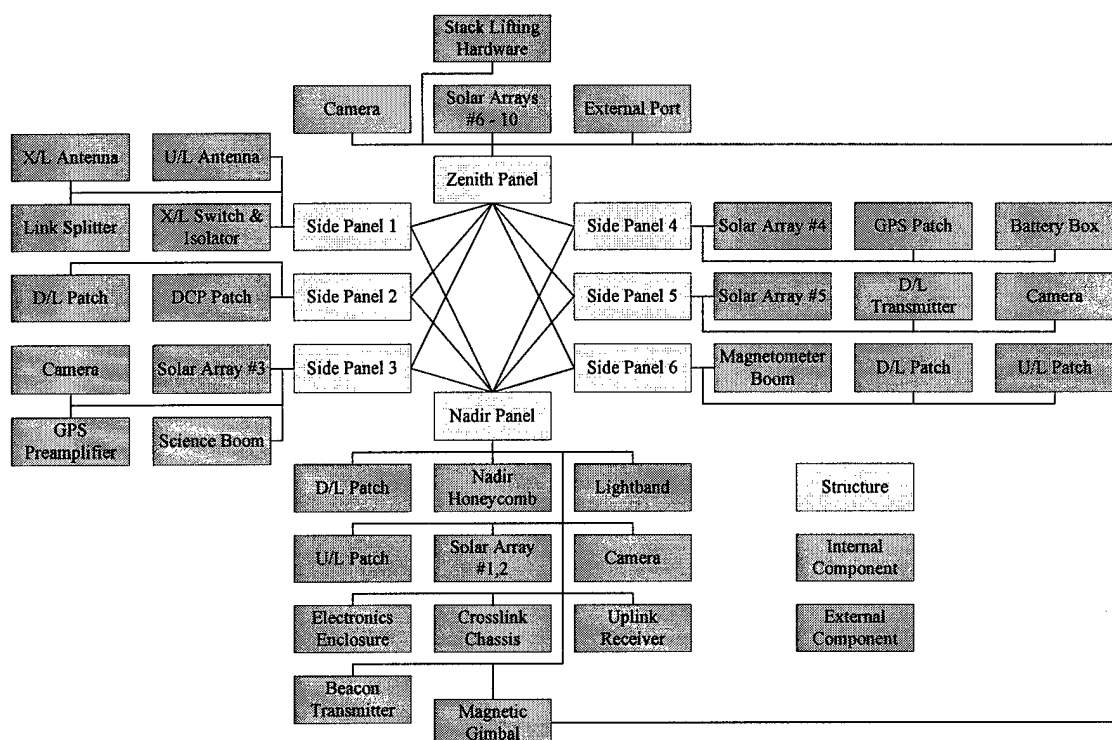 Stack Lifting
Hardware
Camera
Solar Arrays
#6 - 10
External Port
X/L Antenna
U/L Antenna
Zenith Panel
Link Splitter
X/L Switch &
Isolator
Side Panel 1
Side Panel 4
Solar Array #4
GPS Patch
Battery Box
D/L Patch
DCP Patch
Side Panel 2
Side Panel 5
Solar Array #5
D/L
Transmitter
Camera
Camera
Solar Array #3
Side Panel 3
Side Panel 6
Magnetometer
Boom
D/L Patch
U/L Patch
GPS
Preamplifier
Science Boom
Nadir Panel
D/L Patch
Nadir
Honeycomb
Lightband
Structure
U/L Patch
Solar Array
#1,2
Camera
Internal
Component
Electronics
Enclosure
Crosslink
Chassis
Uplink
Receiver
External
Component
Beacon
Transmitter
Magnetic
Gimbal